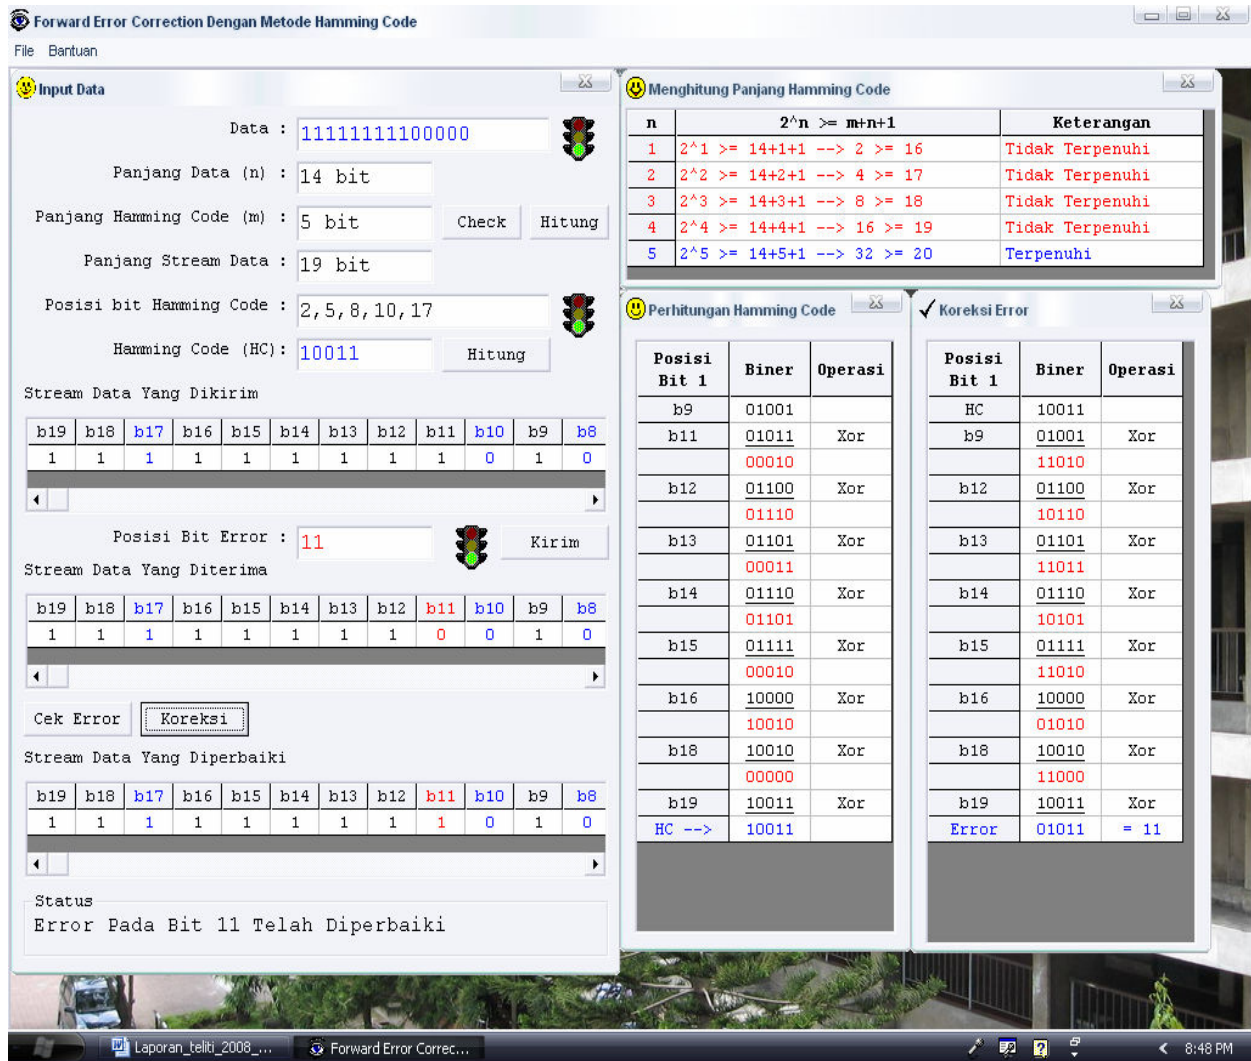 Forward Error Correction Dengan Metode Hamming Code
File Bantuan
Input Data
Data : 11111111100000
Panjang Data (n) : 14 bit
Panjang Hamming Code (m) : 5 bit Check Hitung
Panjang Stream Data : 19 bit
Posisi bit Hamming Code : 2,5,8,10,17
Hamming Code (HC): 10011 Hitung
Stream Data Yang Dikirim
b19 b18 b17 b16 b15 b14 b13 b12 b11 b10 b9 b8
1 1 1 1 1 1 1 1 1 0 1 0
Posisi Bit Error : 11 Kirim
Stream Data Yang Diterima
b19 b18 b17 b16 b15 b14 b13 b12 b11 b10 b9 b8
1 1 1 1 1 1 1 1 0 0 1 0
Cek Error Koreksi
Stream Data Yang Diperbaiki
b19 b18 b17 b16 b15 b14 b13 b12 b11 b10 b9 b8
1 1 1 1 1 1 1 1 1 0 1 0
Status
Error Pada Bit 11 Telah Diperbaiki
Menghitung Panjang Hamming Code
n 2^n >= m+n+1 Keterangan
1 2^1 >= 14+1+1 --> 2 >= 16 Tidak Terpenuhi
2 2^2 >= 14+2+1 --> 4 >= 17 Tidak Terpenuhi
3 2^3 >= 14+3+1 --> 8 >= 18 Tidak Terpenuhi
4 2^4 >= 14+4+1 --> 16 >= 19 Tidak Terpenuhi
5 2^5 >= 14+5+1 --> 32 >= 20 Terpenuhi
Perhitungan Hamming Code
Posisi Bit 1 Biner Operasi
b9 01001
b11 01011 Xor
00010
b12 01100 Xor
01110
b13 01101 Xor
00011
b14 01110 Xor
01101
b15 01111 Xor
00010
b16 10000 Xor
10010
b18 10010 Xor
00000
b19 10011 Xor
HC --> 10011
Koreksi Error
Posisi Bit 1 Biner Operasi
HC 10011
b9 01001 Xor
11010
b12 01100 Xor
10110
b13 01101 Xor
11011
b14 01110 Xor
10101
b15 01111 Xor
11010
b16 10000 Xor
01010
b18 10010 Xor
11000
b19 10011 Xor
Error 01011 = 11
Laporan_teliti_2008_... Forward Error Correc... 8:48 PM